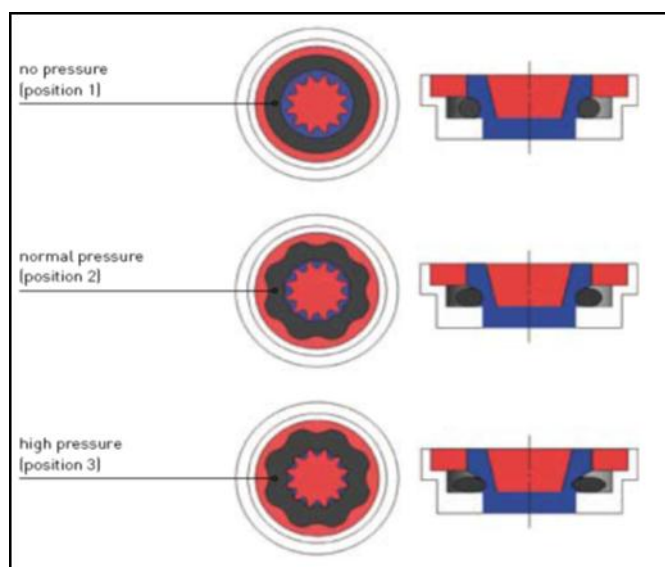 no pressure
(position 1)
normal pressure
(position 2)
high pressure
(position 3)